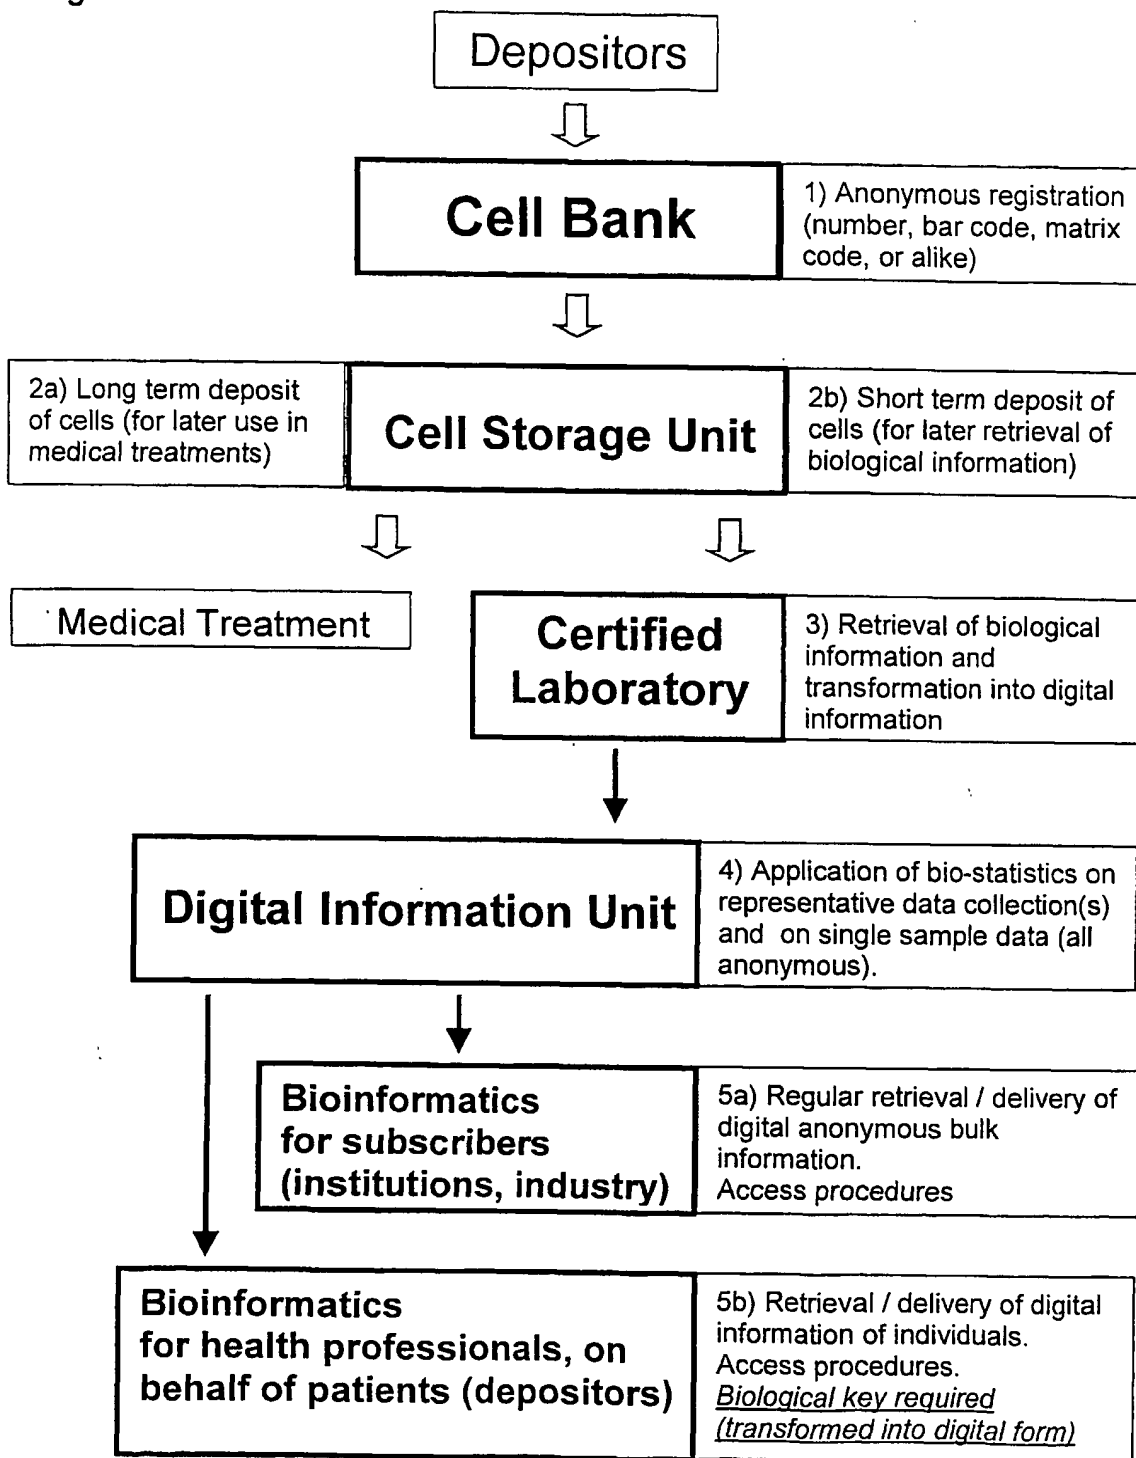 Depositors
Cell Bank
1) Anonymous registration
(number, bar code, matrix
code, or alike)
2a) Long term deposit
of cells (for later use in
medical treatments)
Cell Storage Unit
2b) Short term deposit of
cells (for later retrieval of
biological information)
Medical Treatment
Certified
Laboratory
3) Retrieval of biological
information and
transformation into digital
information
Digital Information Unit
4) Application of bio-statistics on
representative data collection(s)
and on single sample data (all
anonymous).
Bioinformatics
for subscribers
(institutions, industry)
5a) Regular retrieval / delivery of
digital anonymous bulk
information.
Access procedures
Bioinformatics
for health professionals, on
behalf of patients (depositors)
5b) Retrieval / delivery of digital
information of individuals.
Access procedures.
Biological key required
(transformed into digital form)